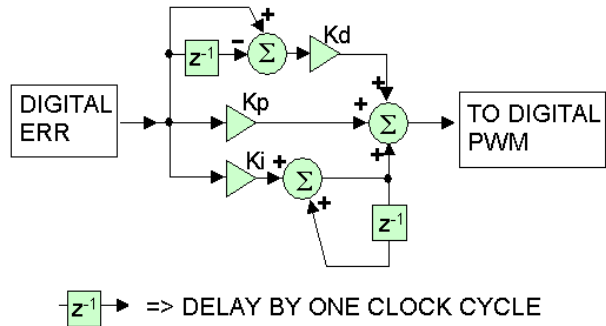 +
Kd
z-1
−
Σ
+
DIGITAL
ERR
Kp
+
Σ
TO DIGITAL
PWM
+
Ki
+
Σ
+
z-1
z-1 => DELAY BY ONE CLOCK CYCLE